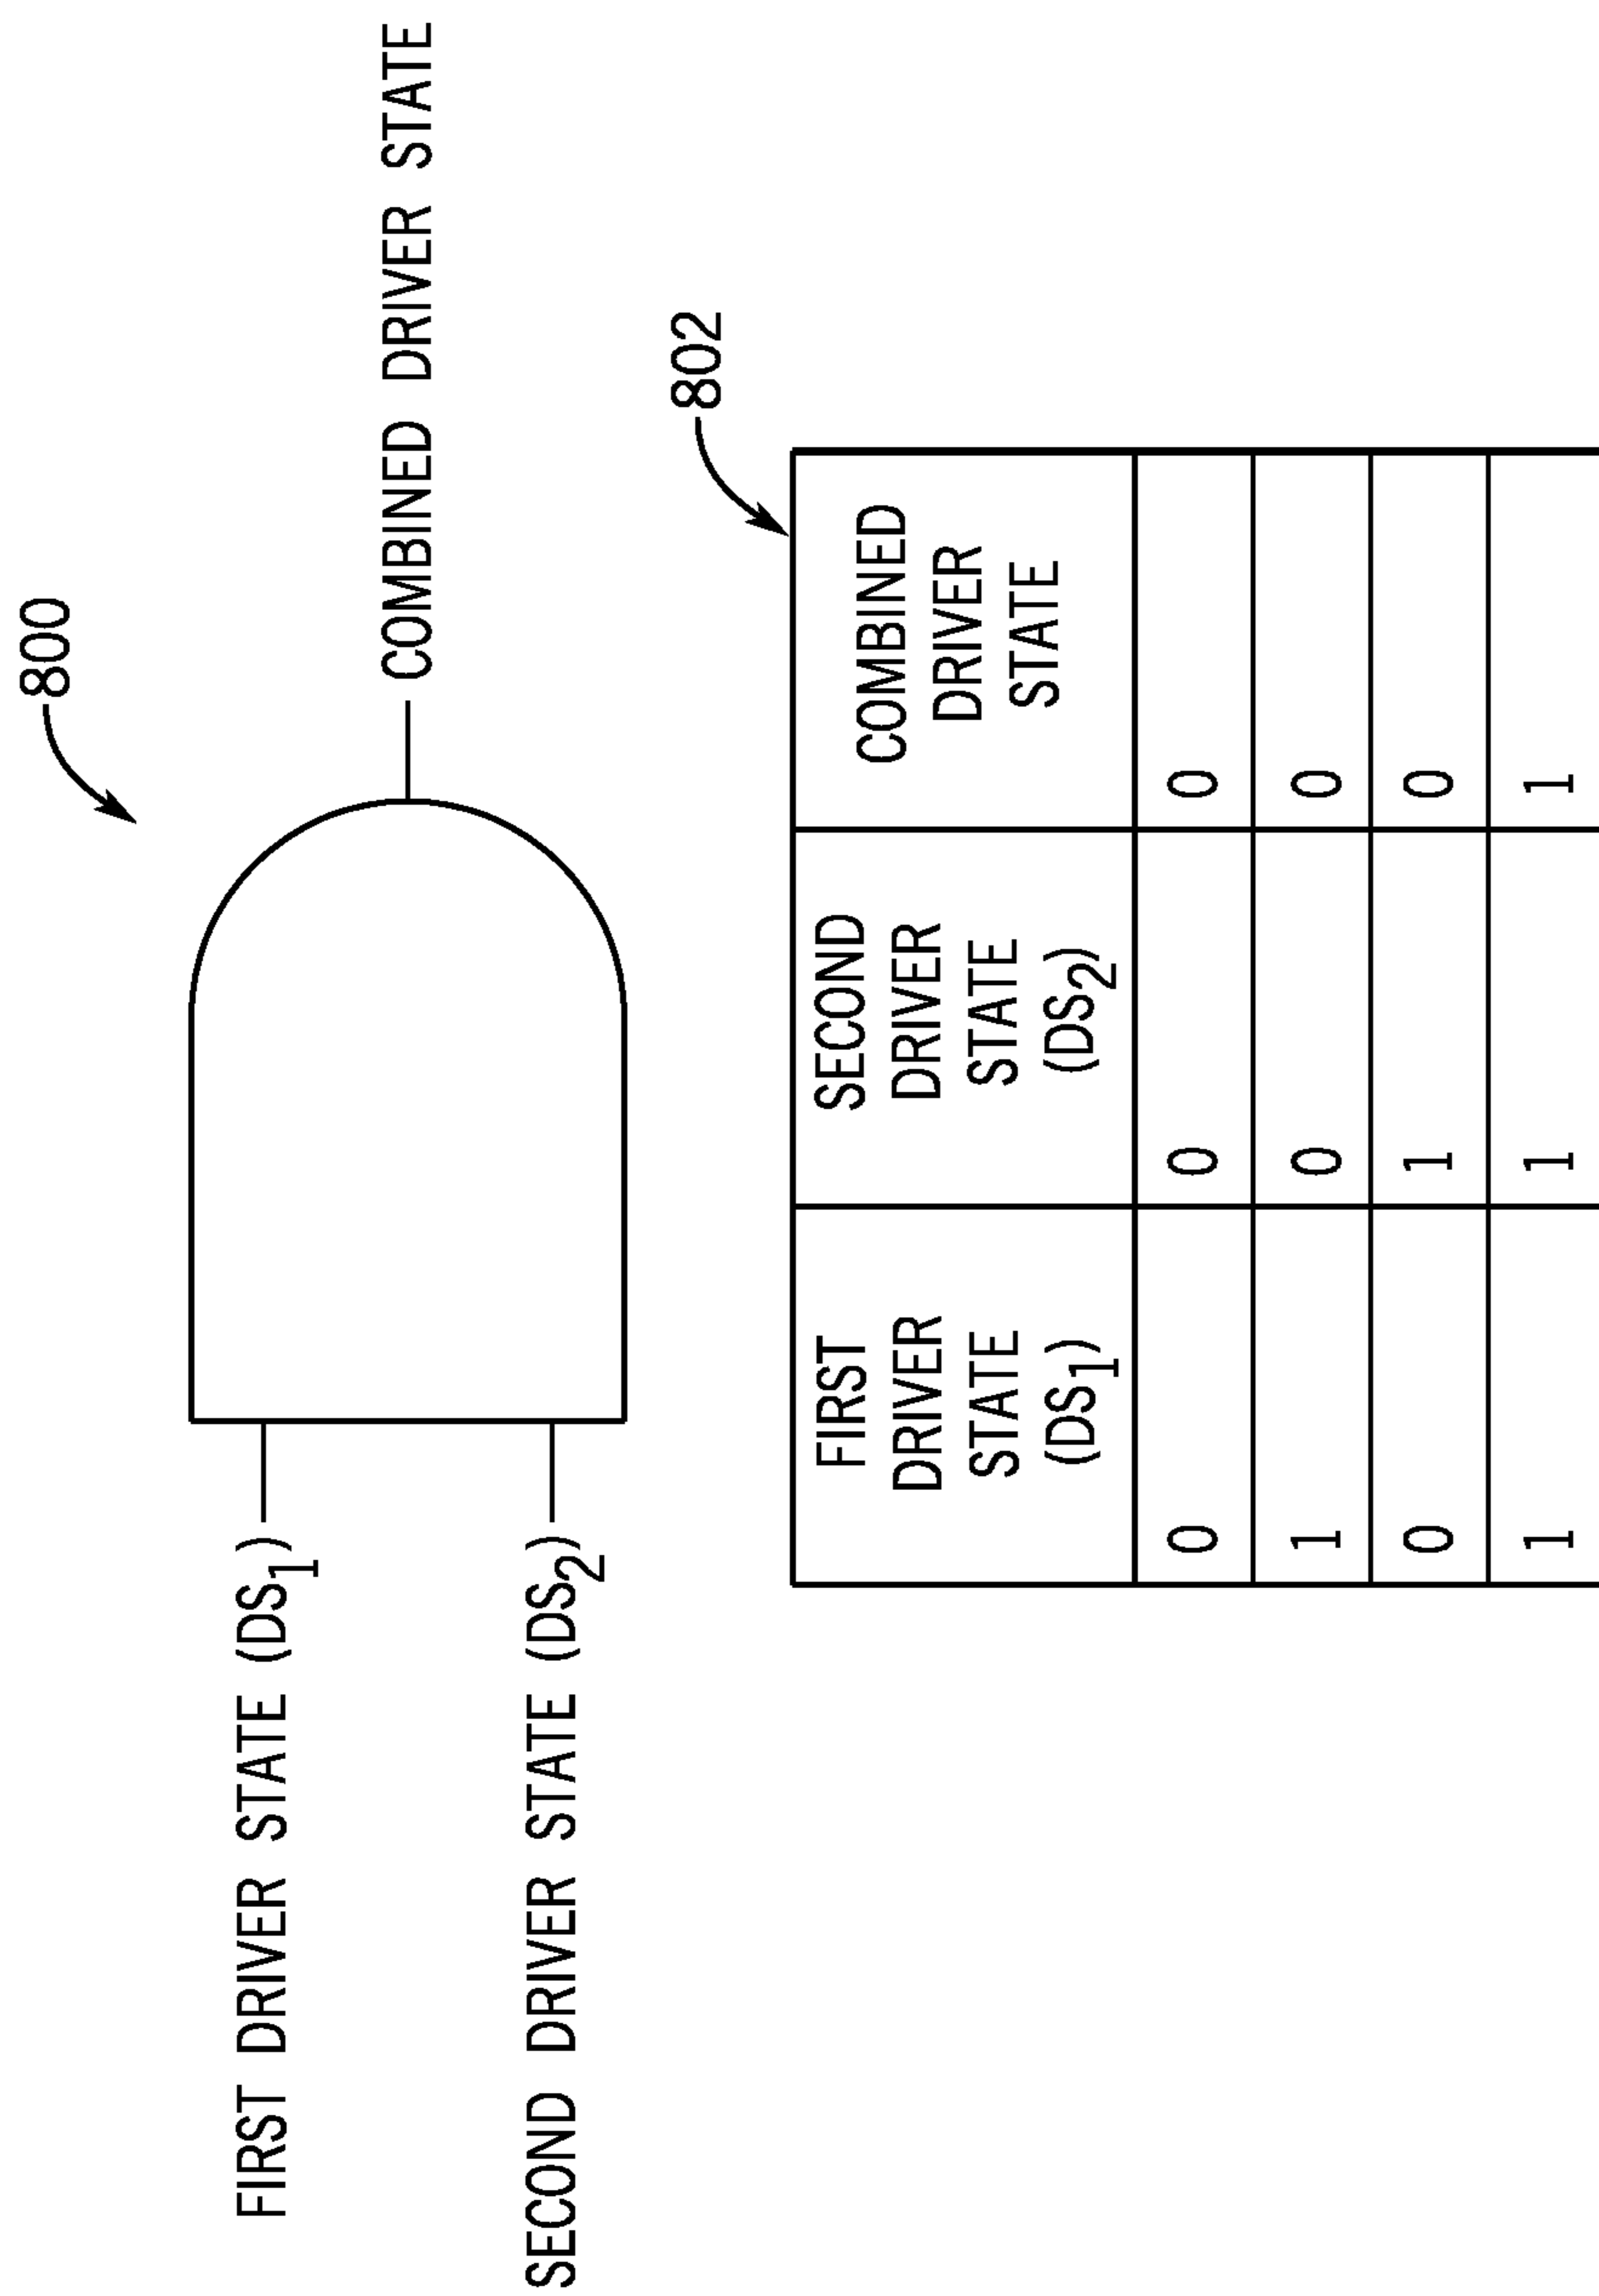 800
FIRST DRIVER STATE (DS1)
SECOND DRIVER STATE (DS2)
COMBINED DRIVER STATE
802
FIRST
DRIVER
STATE
(DS1)
SECOND
DRIVER
STATE
(DS2)
COMBINED
DRIVER
STATE
0 0 0
1 0 0
0 1 0
1 1 1